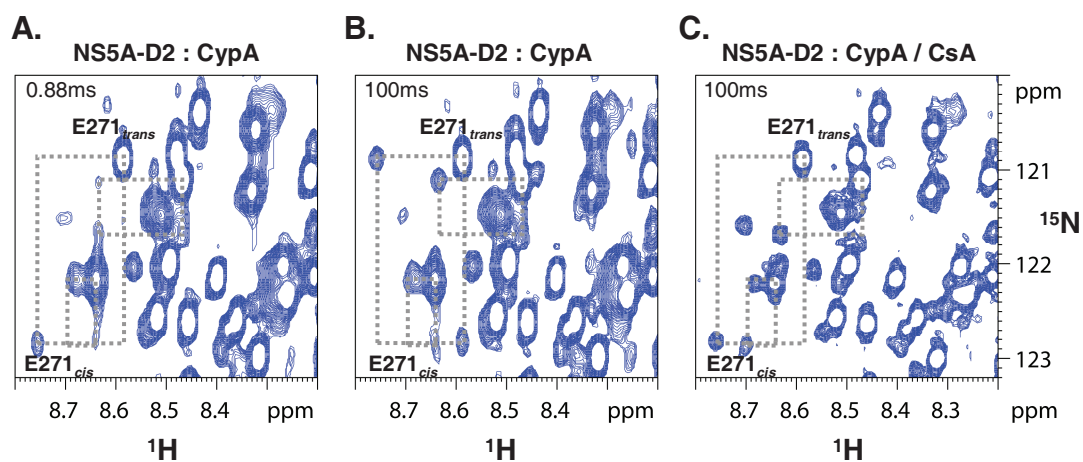 A.
NS5A-D2 : CypA
0.88ms
E271trans
E271cis
8.7 8.6 8.5 8.4 ppm
1H
B.
NS5A-D2 : CypA
100ms
E271trans
E271cis
8.7 8.6 8.5 8.4 ppm
1H
C.
NS5A-D2 : CypA / CsA
100ms
E271trans
E271cis
8.7 8.6 8.5 8.4 8.3 ppm
1H
ppm
121
15N
122
123